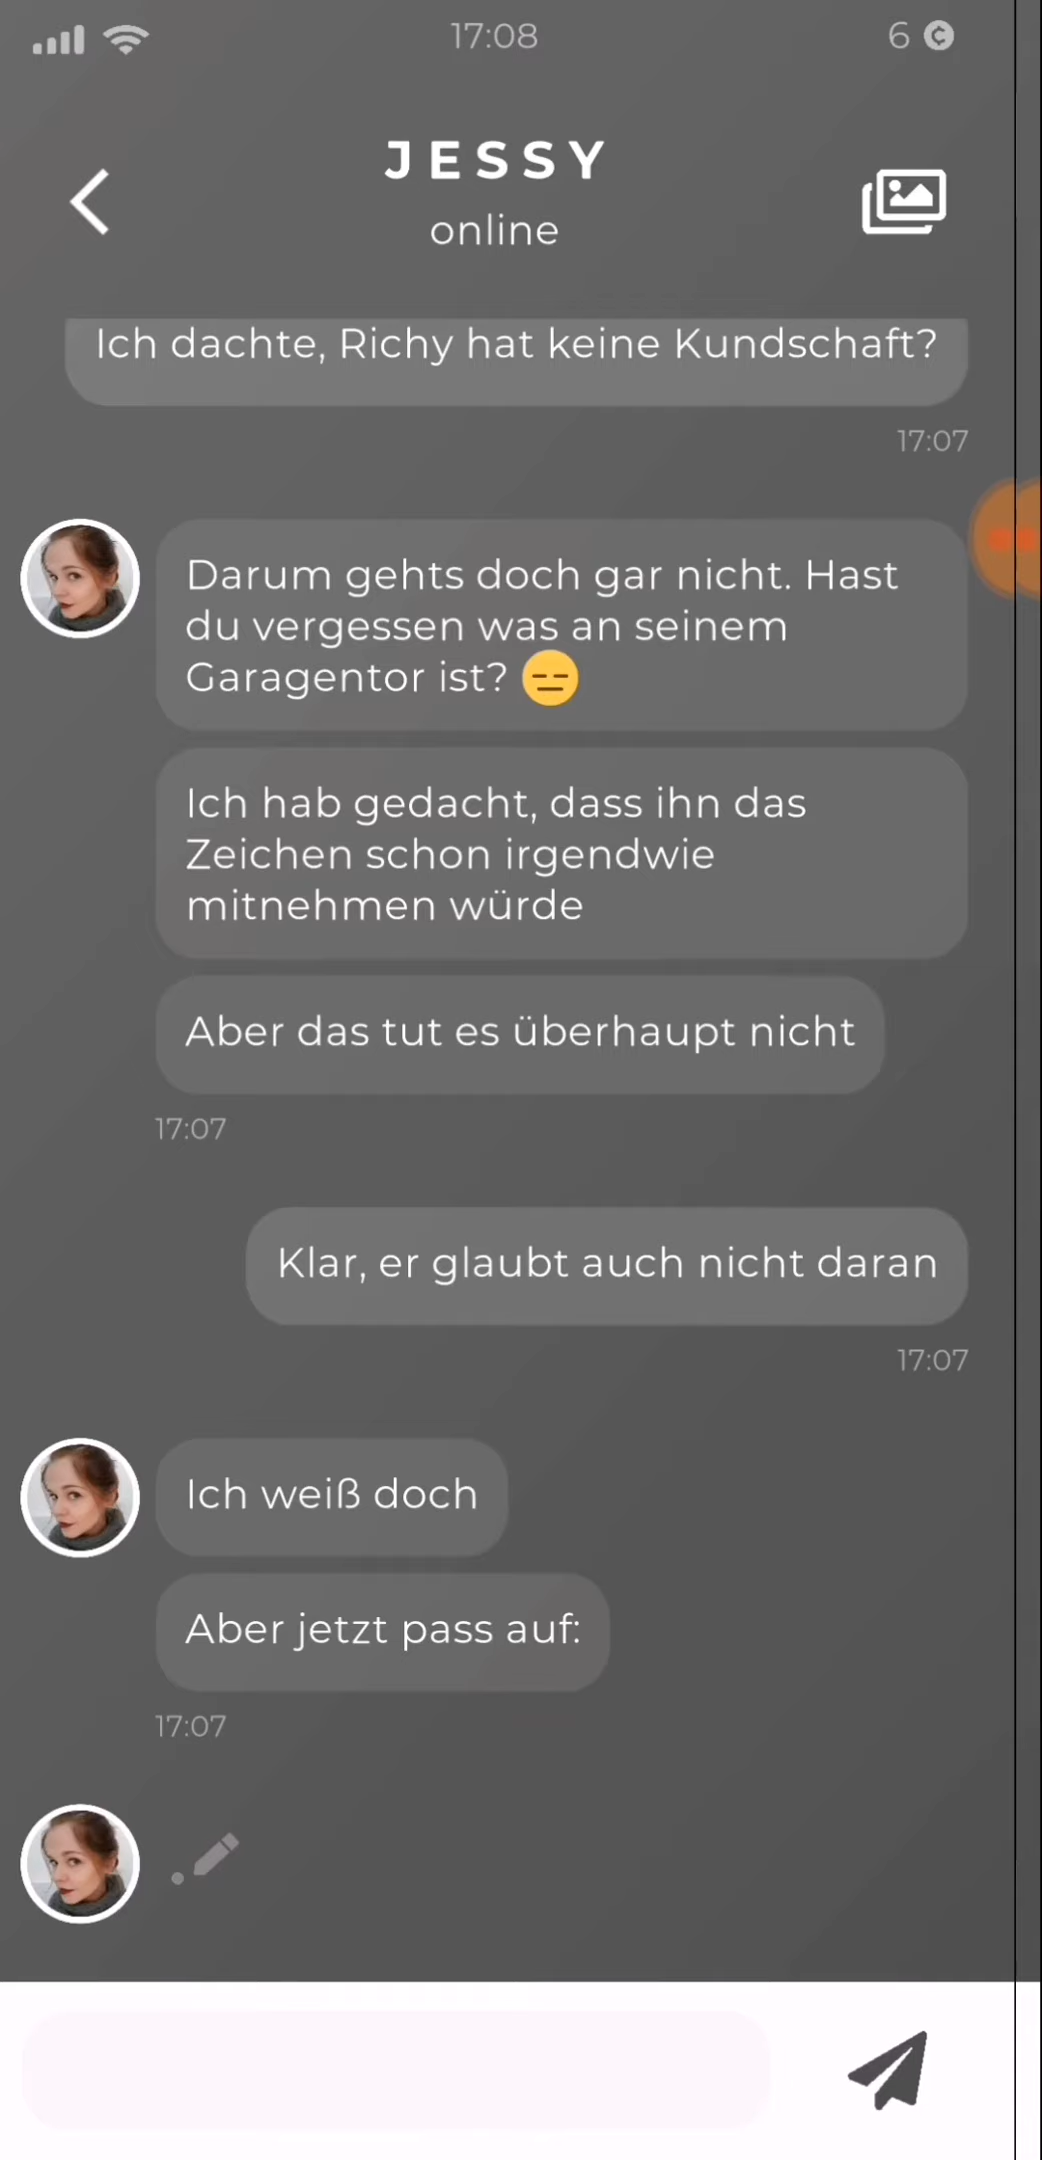 17:08
6
JESSY
online
Ich dachte, Richy hat keine Kundschaft?
17:07
Darum gehts doch gar nicht. Hast
du vergessen was an seinem
Garagentor ist? 😑
Ich hab gedacht, dass ihn das
Zeichen schon irgendwie
mitnehmen würde
Aber das tut es überhaupt nicht
17:07
Klar, er glaubt auch nicht daran
17:07
Ich weiß doch
Aber jetzt pass auf:
17:07